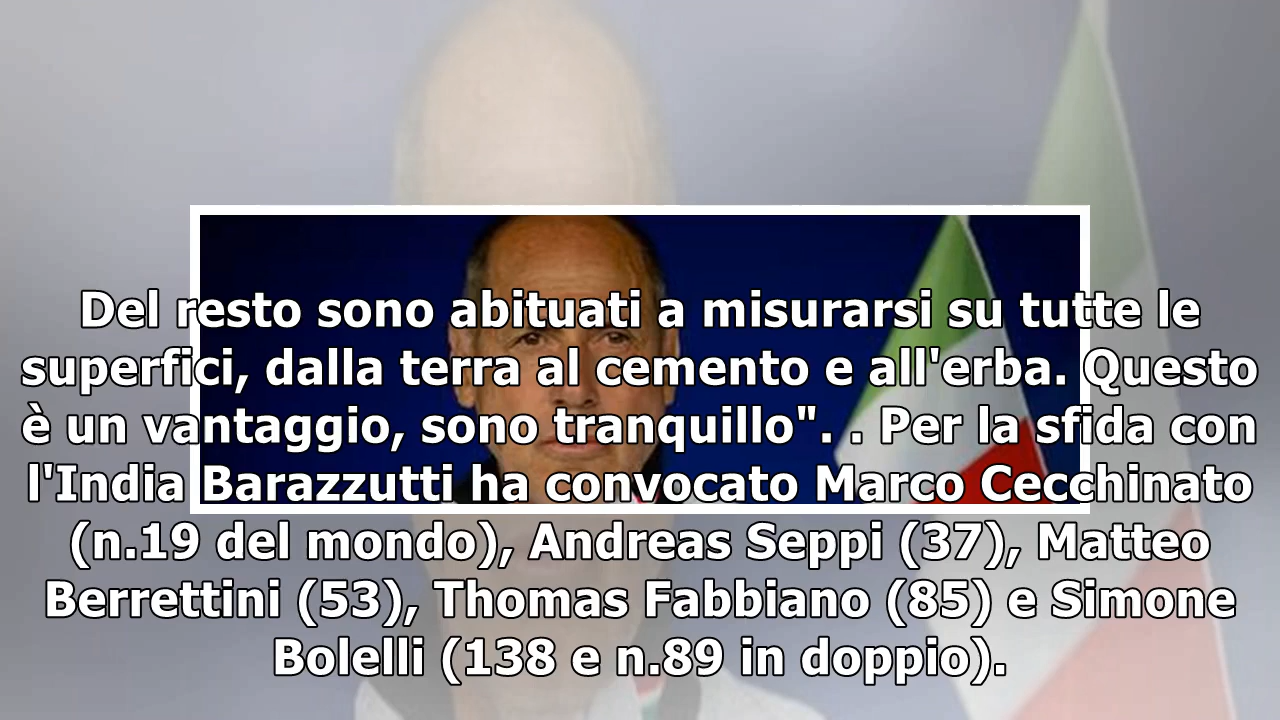 Del resto sono abituati a misurarsi su tutte le
superfici, dalla terra al cemento e all'erba. Questo
è un vantaggio, sono tranquillo". . Per la sfida con
l'India Barazzutti ha convocato Marco Cecchinato
(n.19 del mondo), Andreas Seppi (37), Matteo
Berrettini (53), Thomas Fabbiano (85) e Simone
Bolelli (138 e n.89 in doppio).